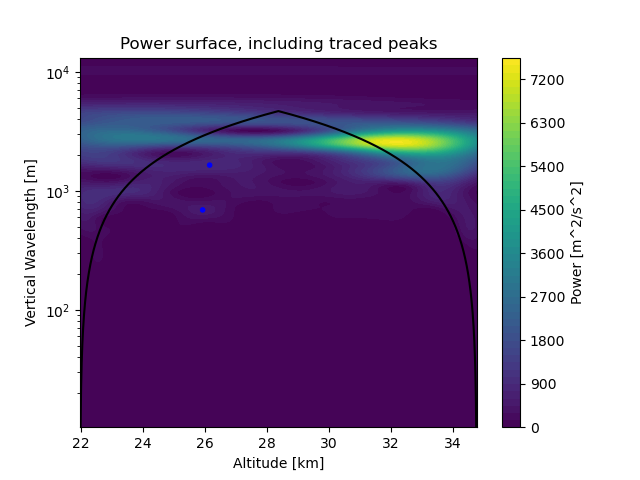 Power surface, including traced peaks
10^4
10^3
10^2
Vertical Wavelength [m]
22 24 26 28 30 32 34
Altitude [km]
7200
6300
5400
4500
3600
2700
1800
900
0
Power [m^2/s^2]